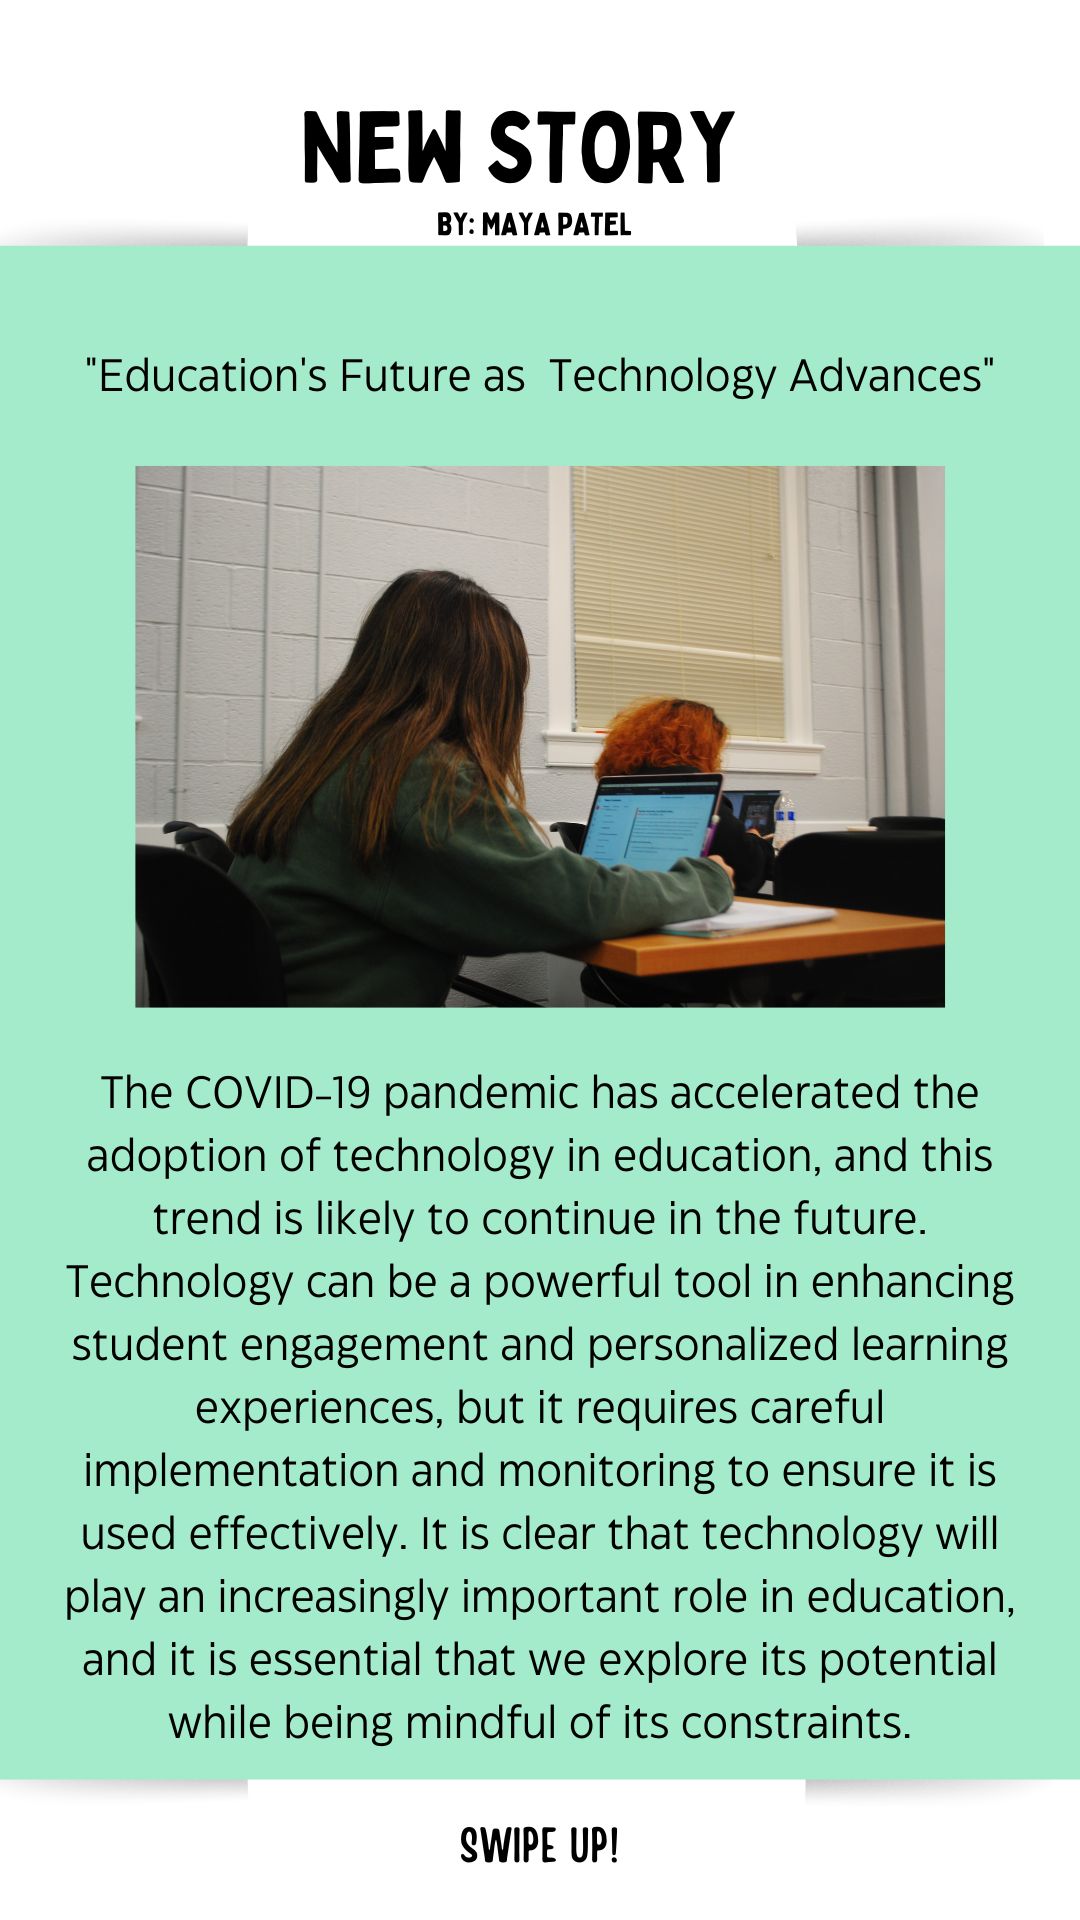 NEW STORY
BY: MAYA PATEL
"Education's Future as  Technology Advances"
The COVID-19 pandemic has accelerated the
adoption of technology in education, and this
trend is likely to continue in the future.
Technology can be a powerful tool in enhancing
student engagement and personalized learning
experiences, but it requires careful
implementation and monitoring to ensure it is
used effectively. It is clear that technology will
play an increasingly important role in education,
and it is essential that we explore its potential
while being mindful of its constraints.
SWIPE UP!